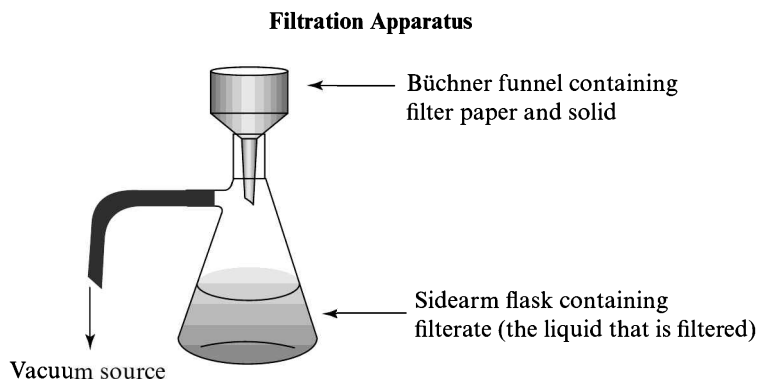 Filtration Apparatus
Büchner funnel containing
filter paper and solid
Sidearm flask containing
filterate (the liquid that is filtered)
Vacuum source